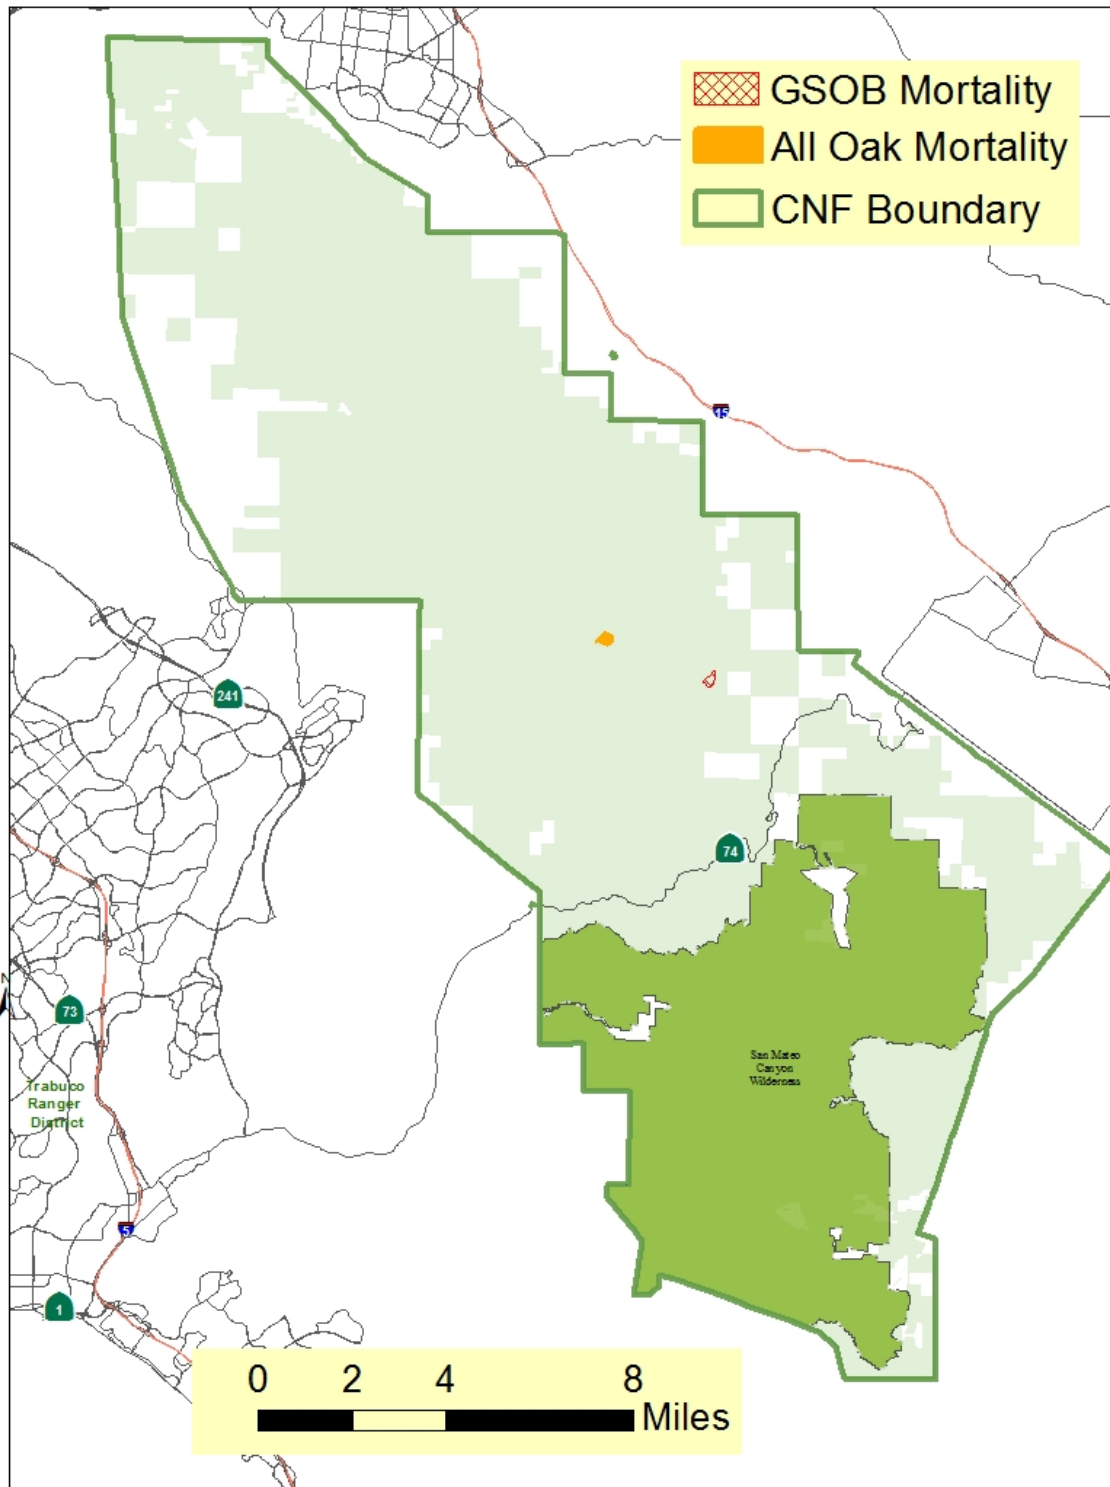 GSOB Mortality
All Oak Mortality
CNF Boundary
15
241
74
N
73
San Mateo
Canyon
Wilderness
Trabuco
Ranger
District
5
1
0 2 4 8
Miles